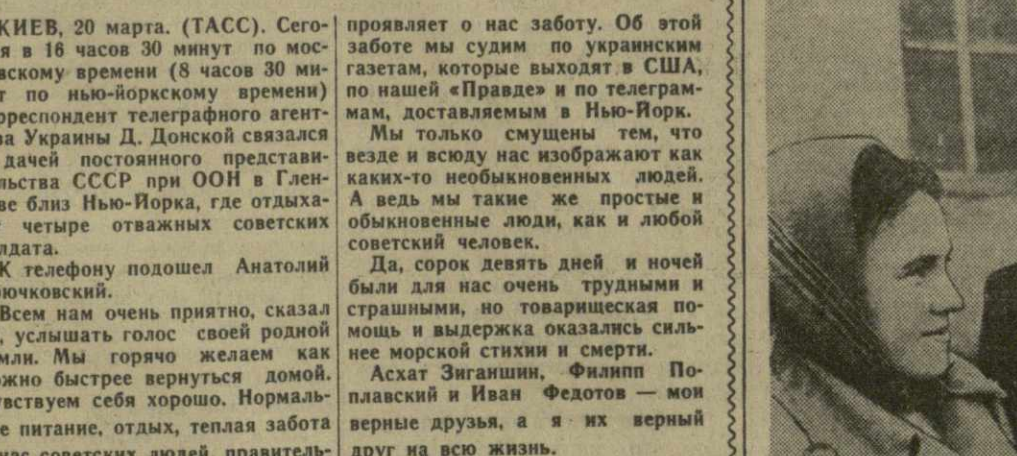 КИЕВ, 20 марта. (ТАСС). Сего-
я в 16 часов 30 минут по мос-
вскому времени (8 часов 30 ми-
т по нью-йоркскому времени)
рреспондент телеграфного агент-
ва Украины Д. Донской связался
дачей постоянного представи-
льства СССР при ООН в Глен-
ве близ Нью-Йорка, где отдыха-
четыре отважных советских
лдата.
К телефону подошел Анатолий
рючковский.
Всем нам очень приятно, сказал
, услышать голос своей родной
мли. Мы горячо желаем как
жно быстрее вернуться домой.
увствуем себя хорошо. Нормаль-
е питание, отдых, теплая забота
нас советских людей, правитель-
проявляет о нас заботу. Об этой
заботе мы судим по украинским
газетам, которые выходят в США,
по нашей «Правде» и по телеграм-
мам, доставляемым в Нью-Йорк.
Мы только смущены тем, что
везде и всюду нас изображают как
каких-то необыкновенных людей.
А ведь мы такие же простые и
обыкновенные люди, как и любой
советский человек.
Да, сорок девять дней и ночей
были для нас очень трудными и
страшными, но товарищеская по-
мощь и выдержка оказались силь-
нее морской стихии и смерти.
Асхат Зиганшин, Филипп По-
плавский и Иван Федотов — мои
верные друзья, а я их верный
друг на всю жизнь.